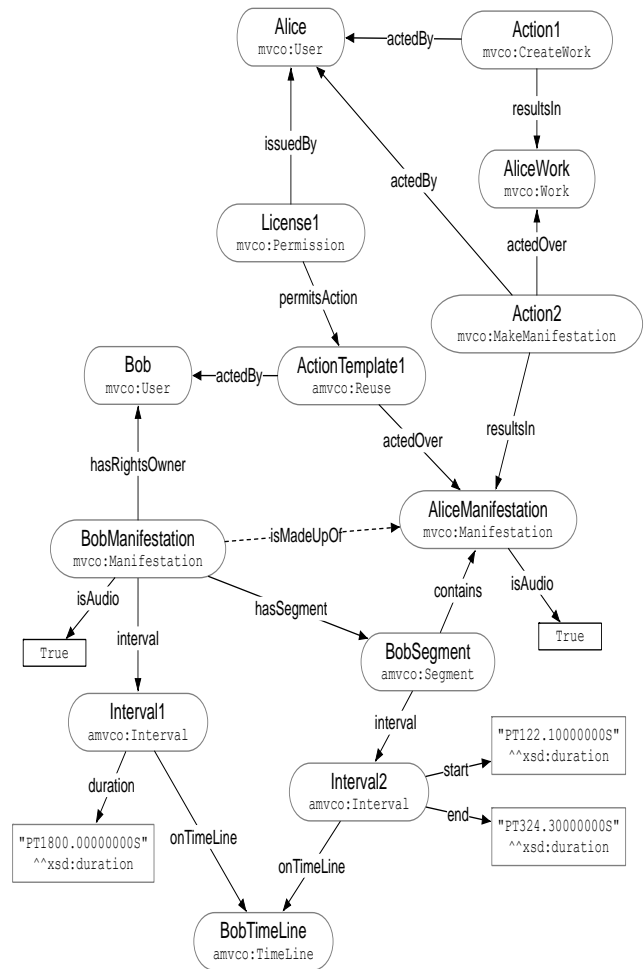 Alice
mvco:User
actedBy
Action1
mvco:CreateWork
resultsIn
issuedBy
actedBy
AliceWork
mvco:Work
License1
mvco:Permission
actedOver
permitsAction
Action2
mvco:MakeManifestation
Bob
mvco:User
actedBy
ActionTemplate1
amvco:Reuse
actedOver
resultsIn
hasRightsOwner
AliceManifestation
mvco:Manifestation
BobManifestation
mvco:Manifestation
isMadeUpOf
isAudio
isAudio
contains
hasSegment
True
True
interval
BobSegment
amvco:Segment
Interval1
amvco:Interval
interval
"PT122.10000000S"
^^xsd:duration
start
duration
Interval2
amvco:Interval
end
"PT324.30000000S"
^^xsd:duration
"PT1800.00000000S"
^^xsd:duration
onTimeLine
onTimeLine
BobTimeLine
amvco:TimeLine